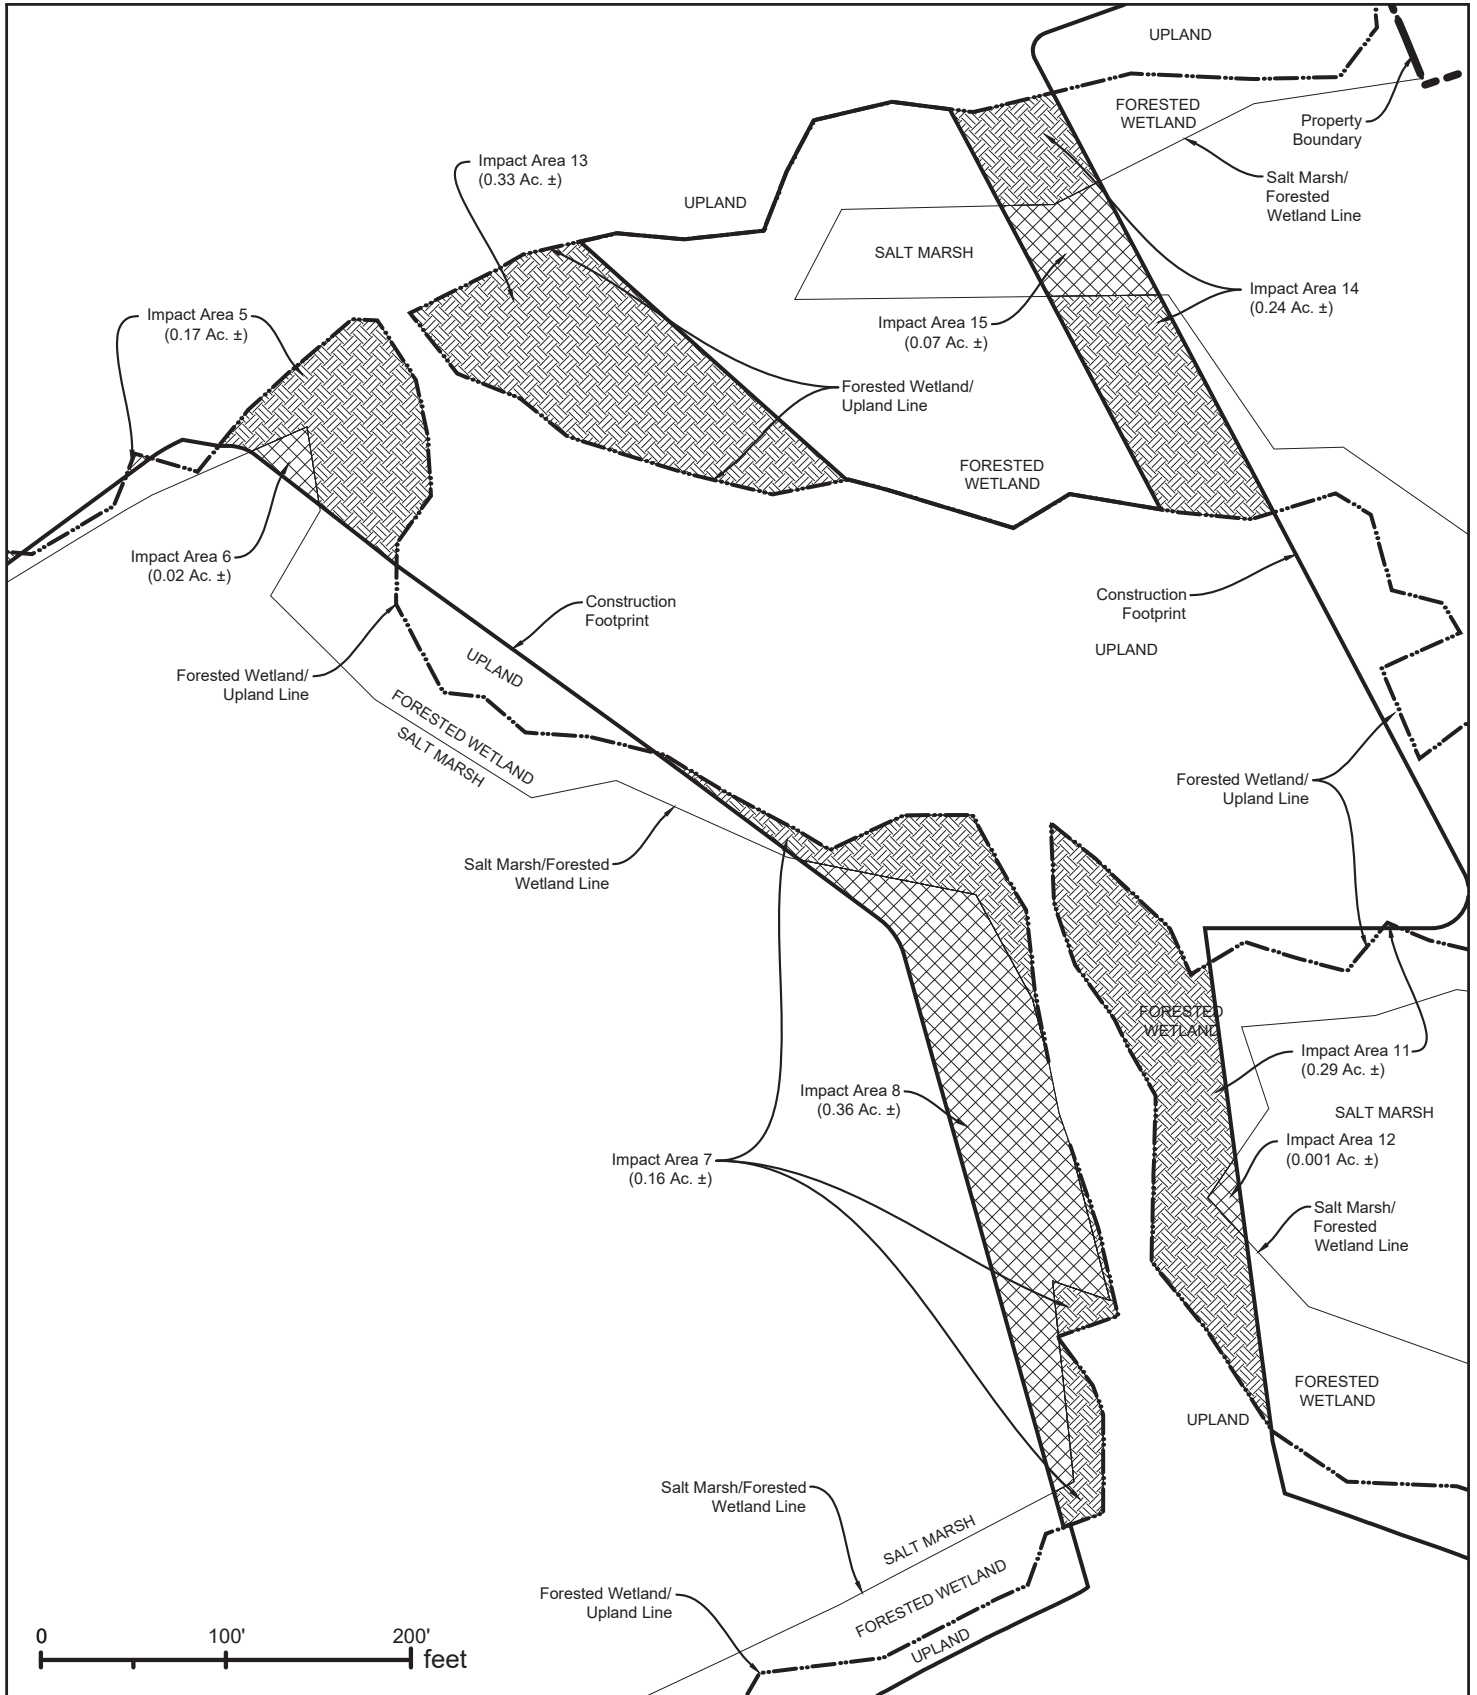 UPLAND
FORESTED
WETLAND
Property
Boundary
Impact Area 13
(0.33 Ac. ±)
UPLAND
Salt Marsh/
Forested
Wetland Line
SALT MARSH
Impact Area 14
(0.24 Ac. ±)
Impact Area 5
(0.17 Ac. ±)
Impact Area 15
(0.07 Ac. ±)
Forested Wetland/
Upland Line
FORESTED
WETLAND
Impact Area 6
(0.02 Ac. ±)
Construction
Footprint
Construction
Footprint
UPLAND
UPLAND
Forested Wetland/
Upland Line
FORESTED WETLAND
SALT MARSH
Forested Wetland/
Upland Line
Salt Marsh/Forested
Wetland Line
FORESTED
WETLAND
Impact Area 11
(0.29 Ac. ±)
Impact Area 8
(0.36 Ac. ±)
SALT MARSH
Impact Area 12
(0.001 Ac. ±)
Impact Area 7
(0.16 Ac. ±)
Salt Marsh/
Forested
Wetland Line
FORESTED
WETLAND
UPLAND
Salt Marsh/Forested
Wetland Line
SALT MARSH
FORESTED WETLAND
Forested Wetland/
Upland Line
UPLAND
0 100' 200'
feet